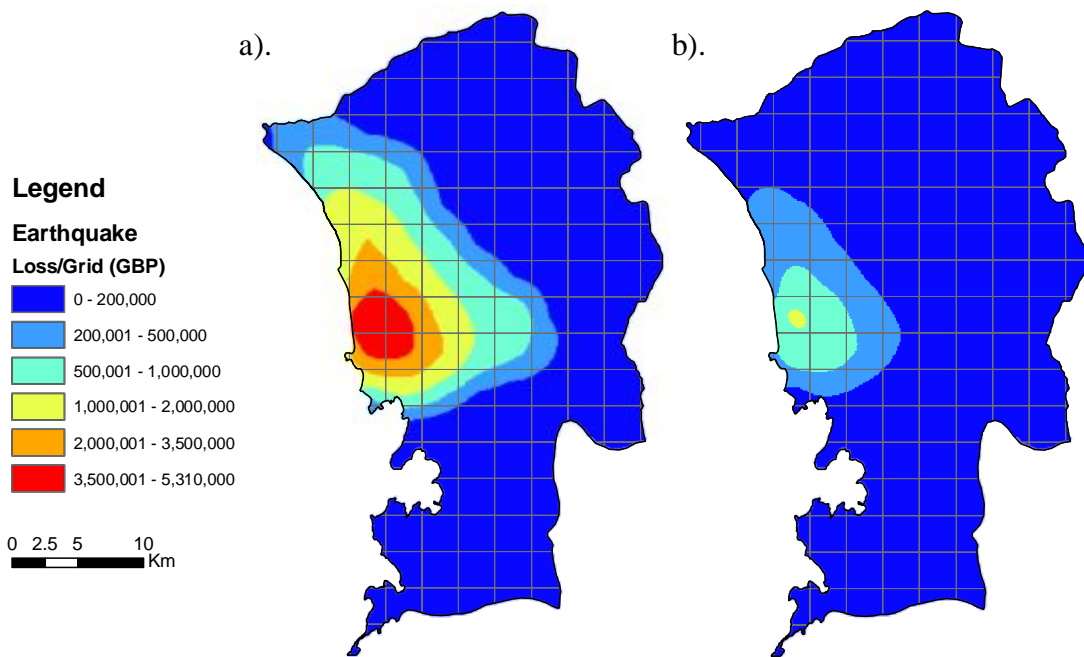 a).
b).
Legend
Earthquake
Loss/Grid (GBP)
0 - 200,000
200,001 - 500,000
500,001 - 1,000,000
1,000,001 - 2,000,000
2,000,001 - 3,500,000
3,500,001 - 5,310,000
0 2.5 5 10
Km